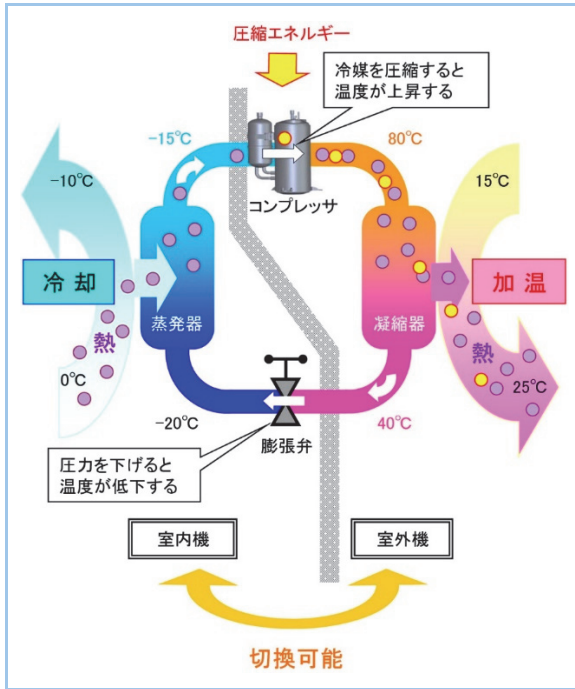 圧縮エネルギー
冷媒を圧縮すると
温度が上昇する
-15℃
80℃
-10℃
15℃
コンプレッサ
冷却
加温
蒸発器
凝縮器
熱
熱
0℃
25℃
-20℃
40℃
膨張弁
圧力を下げると
温度が低下する
室内機
室外機
切換可能